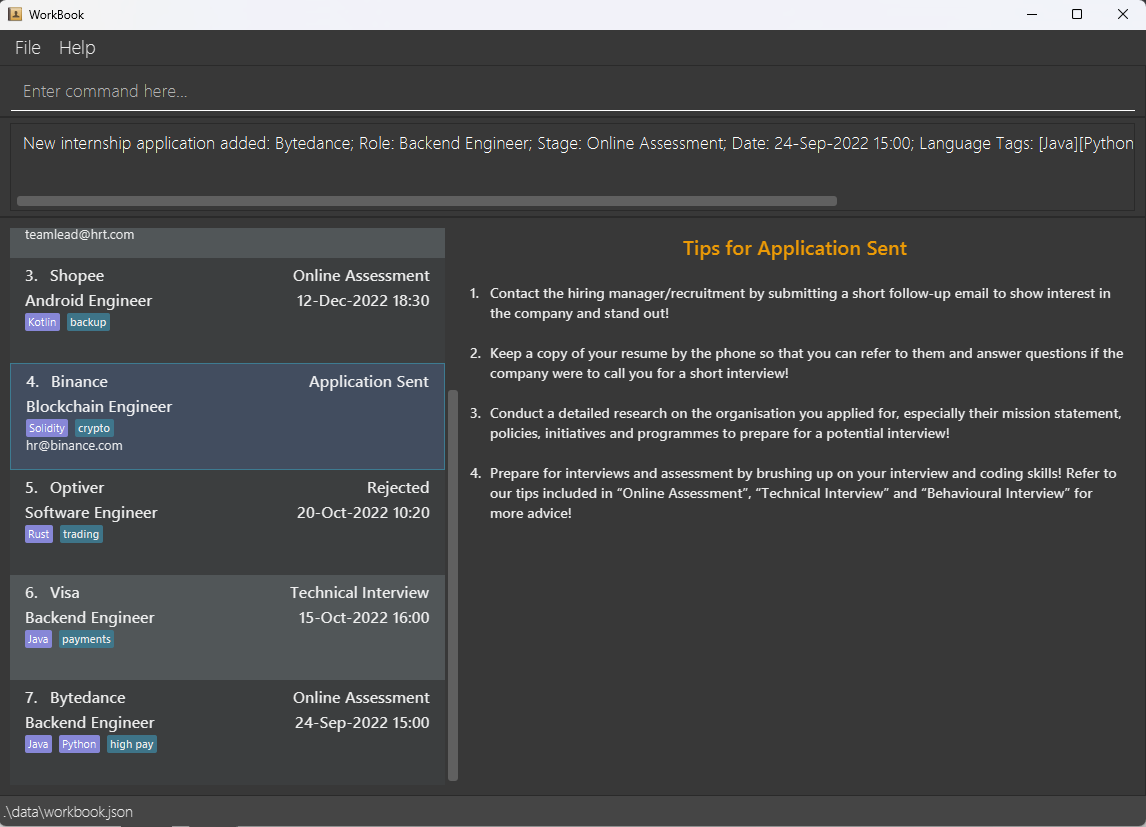 WorkBook
File Help
Enter command here...
New internship application added: Bytedance; Role: Backend Engineer; Stage: Online Assessment; Date: 24-Sep-2022 15:00; Language Tags: [Java][Python
teamlead@hrt.com
3. Shopee Online Assessment
Android Engineer 12-Dec-2022 18:30
Kotlin backup
4. Binance Application Sent
Blockchain Engineer
Solidity crypto
hr@binance.com
5. Optiver Rejected
Software Engineer 20-Oct-2022 10:20
Rust trading
6. Visa Technical Interview
Backend Engineer 15-Oct-2022 16:00
Java payments
7. Bytedance Online Assessment
Backend Engineer 24-Sep-2022 15:00
Java Python high pay
Tips for Application Sent
1. Contact the hiring manager/recruitment by submitting a short follow-up email to show interest in
the company and stand out!
2. Keep a copy of your resume by the phone so that you can refer to them and answer questions if the
company were to call you for a short interview!
3. Conduct a detailed research on the organisation you applied for, especially their mission statement,
policies, initiatives and programmes to prepare for a potential interview!
4. Prepare for interviews and assessment by brushing up on your interview and coding skills! Refer to
our tips included in “Online Assessment”, “Technical Interview” and “Behavioural Interview” for
more advice!
.\data\workbook.json